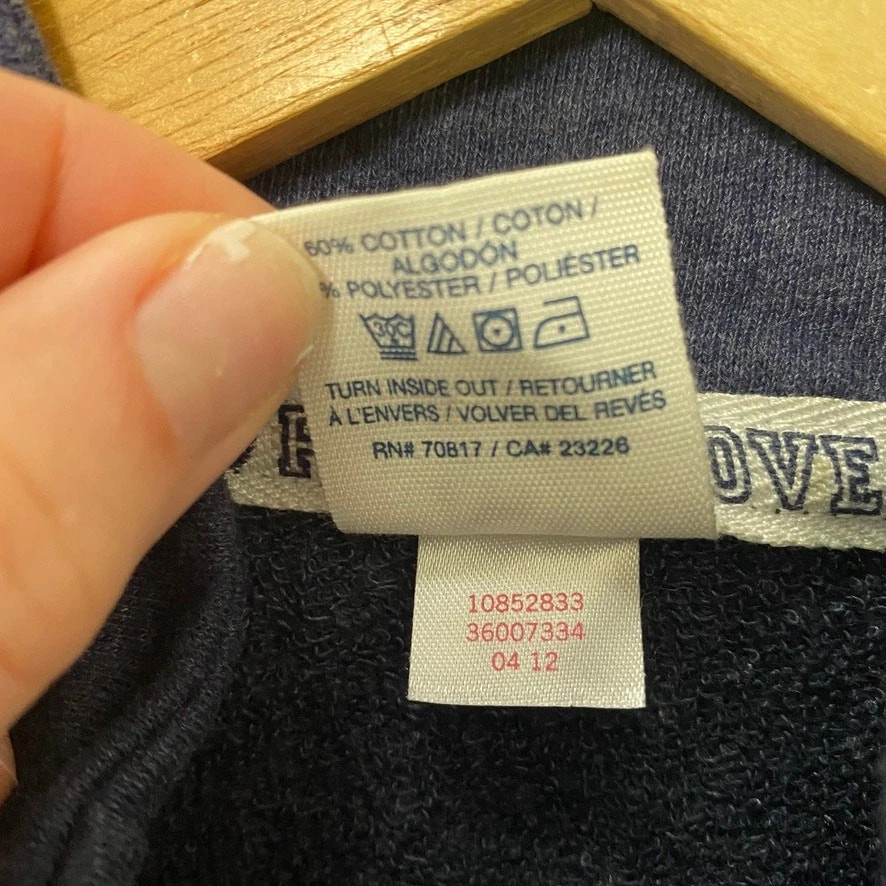 60% COTTON / COTON /
ALGODÓN
% POLYESTER / POLIÉSTER
30C
TURN INSIDE OUT / RETOURNER
À L'ENVERS / VOLVER DEL REVÉS
RN# 70817 / CA# 23226
OVE
10852833
36007334
04 12